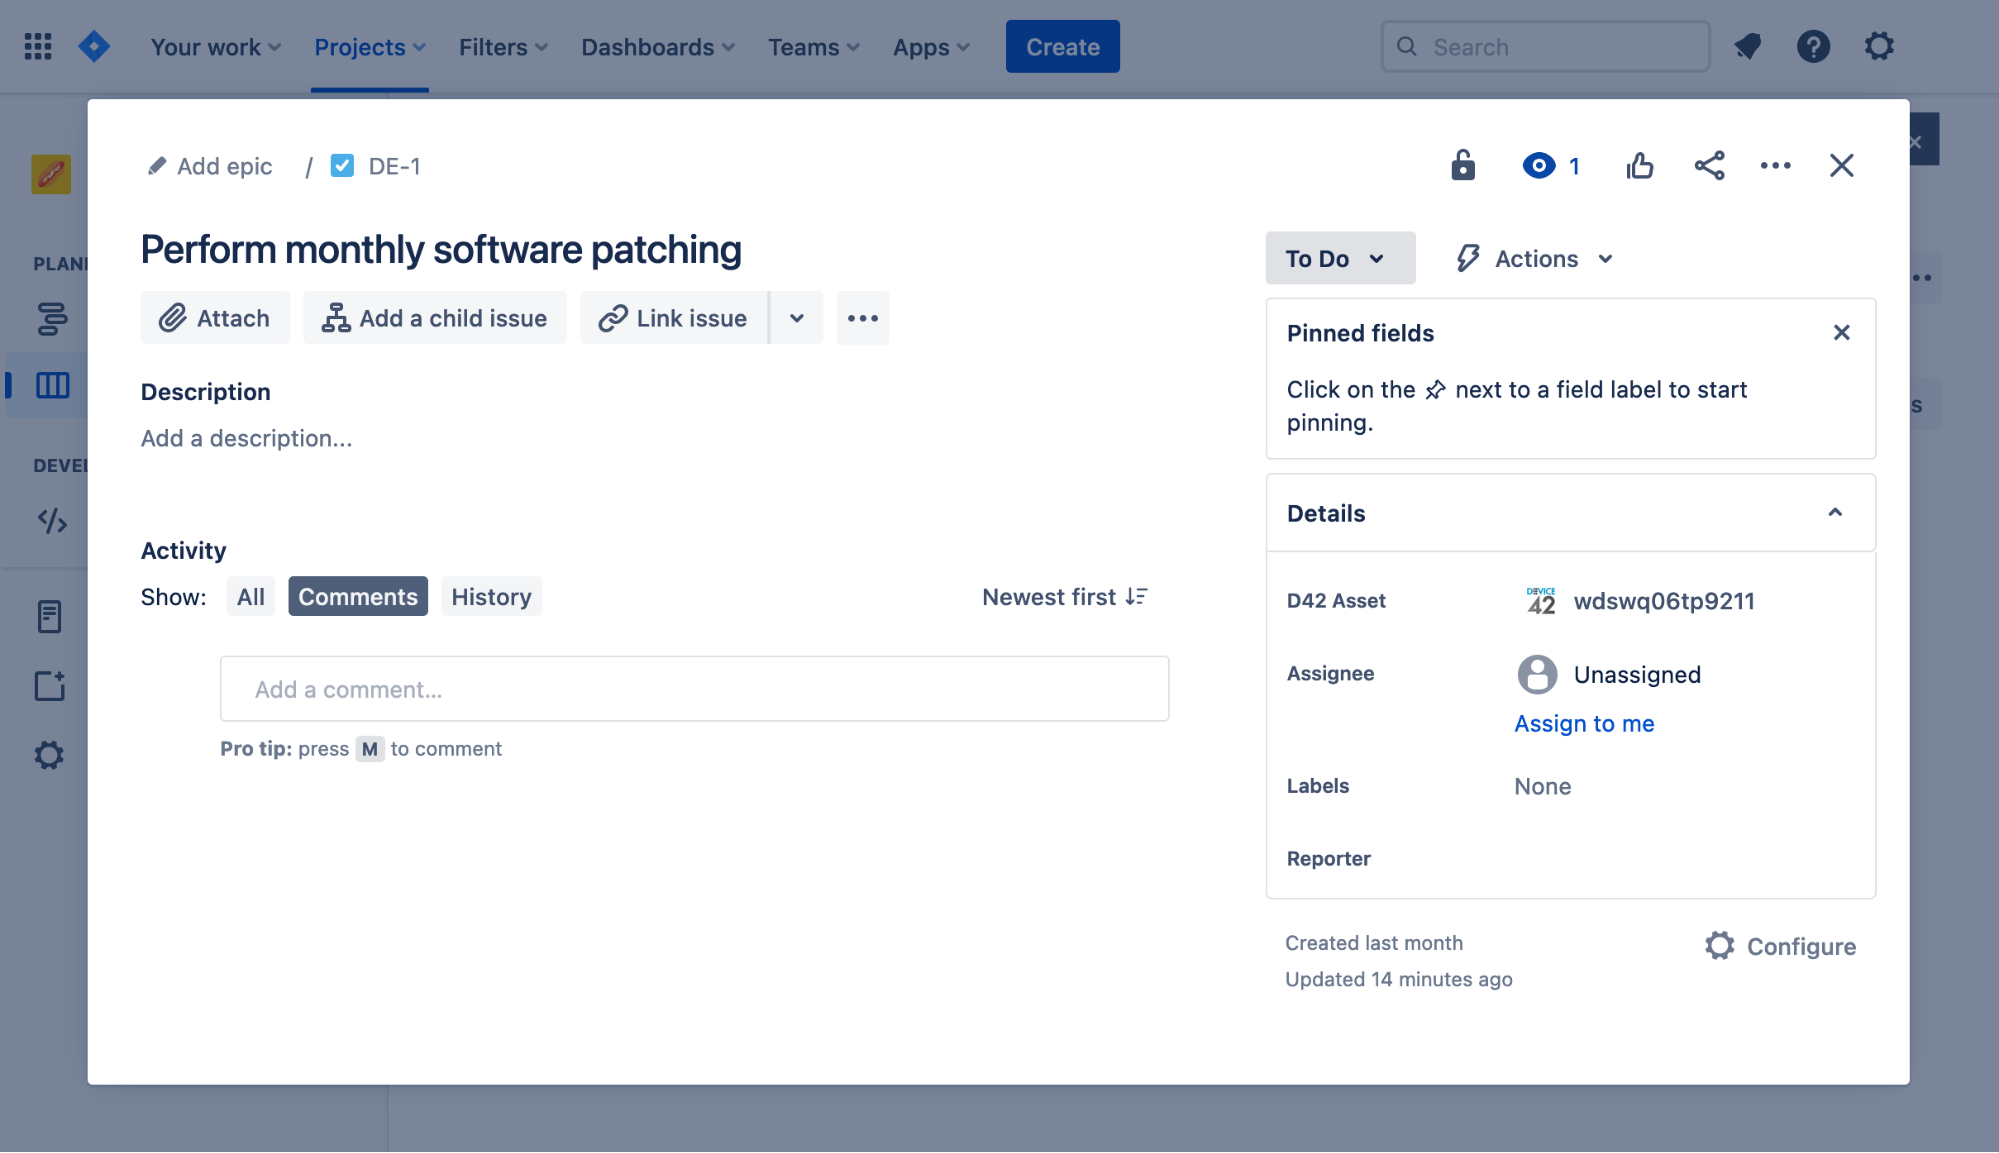 Your work Projects Filters Dashboards Teams Apps Create Search
Add epic / DE-1 1
Perform monthly software patching
To Do Actions
Attach Add a child issue Link issue
Pinned fields
Click on the next to a field label to start
pinning.
Description
Add a description...
Activity
Show: All Comments History Newest first
Add a comment...
Pro tip: press M to comment
Details
D42 Asset DEVICE 42 wdswq06tp9211
Assignee Unassigned
Assign to me
Labels None
Reporter
Created last month
Updated 14 minutes ago
Configure